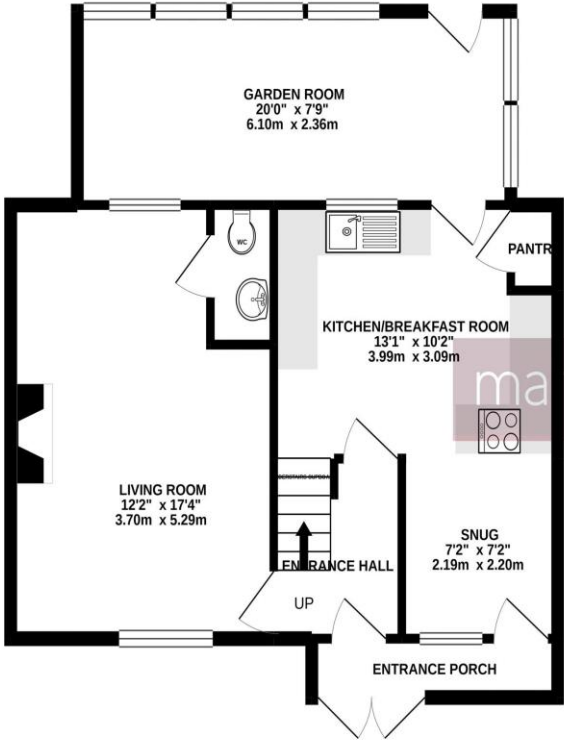 GARDEN ROOM
20'0" x 7'9"
6.10m x 2.36m
WC
PANTR
KITCHEN/BREAKFAST ROOM
13'1" x 10'2"
3.99m x 3.09m
ma
LIVING ROOM
12'2" x 17'4"
3.70m x 5.29m
SNUG
7'2" x 7'2"
2.19m x 2.20m
ENTRANCE HALL
UP
ENTRANCE PORCH